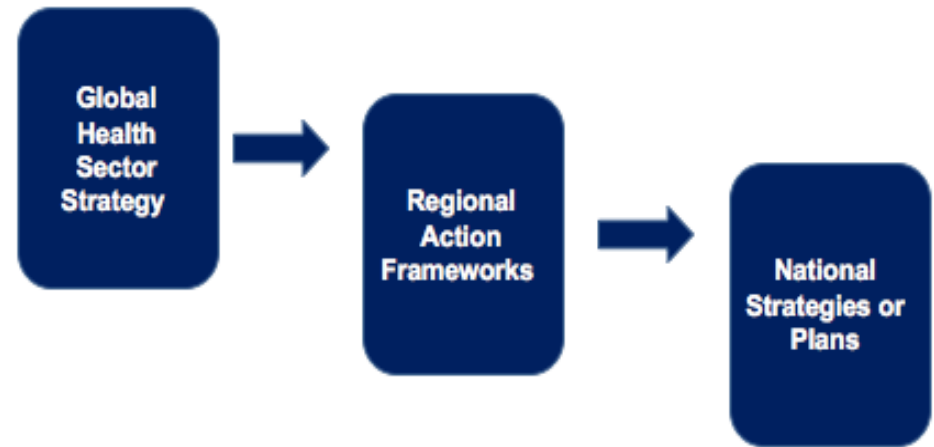 Global
Health
Sector
Strategy
Regional
Action
Frameworks
National
Strategies or
Plans